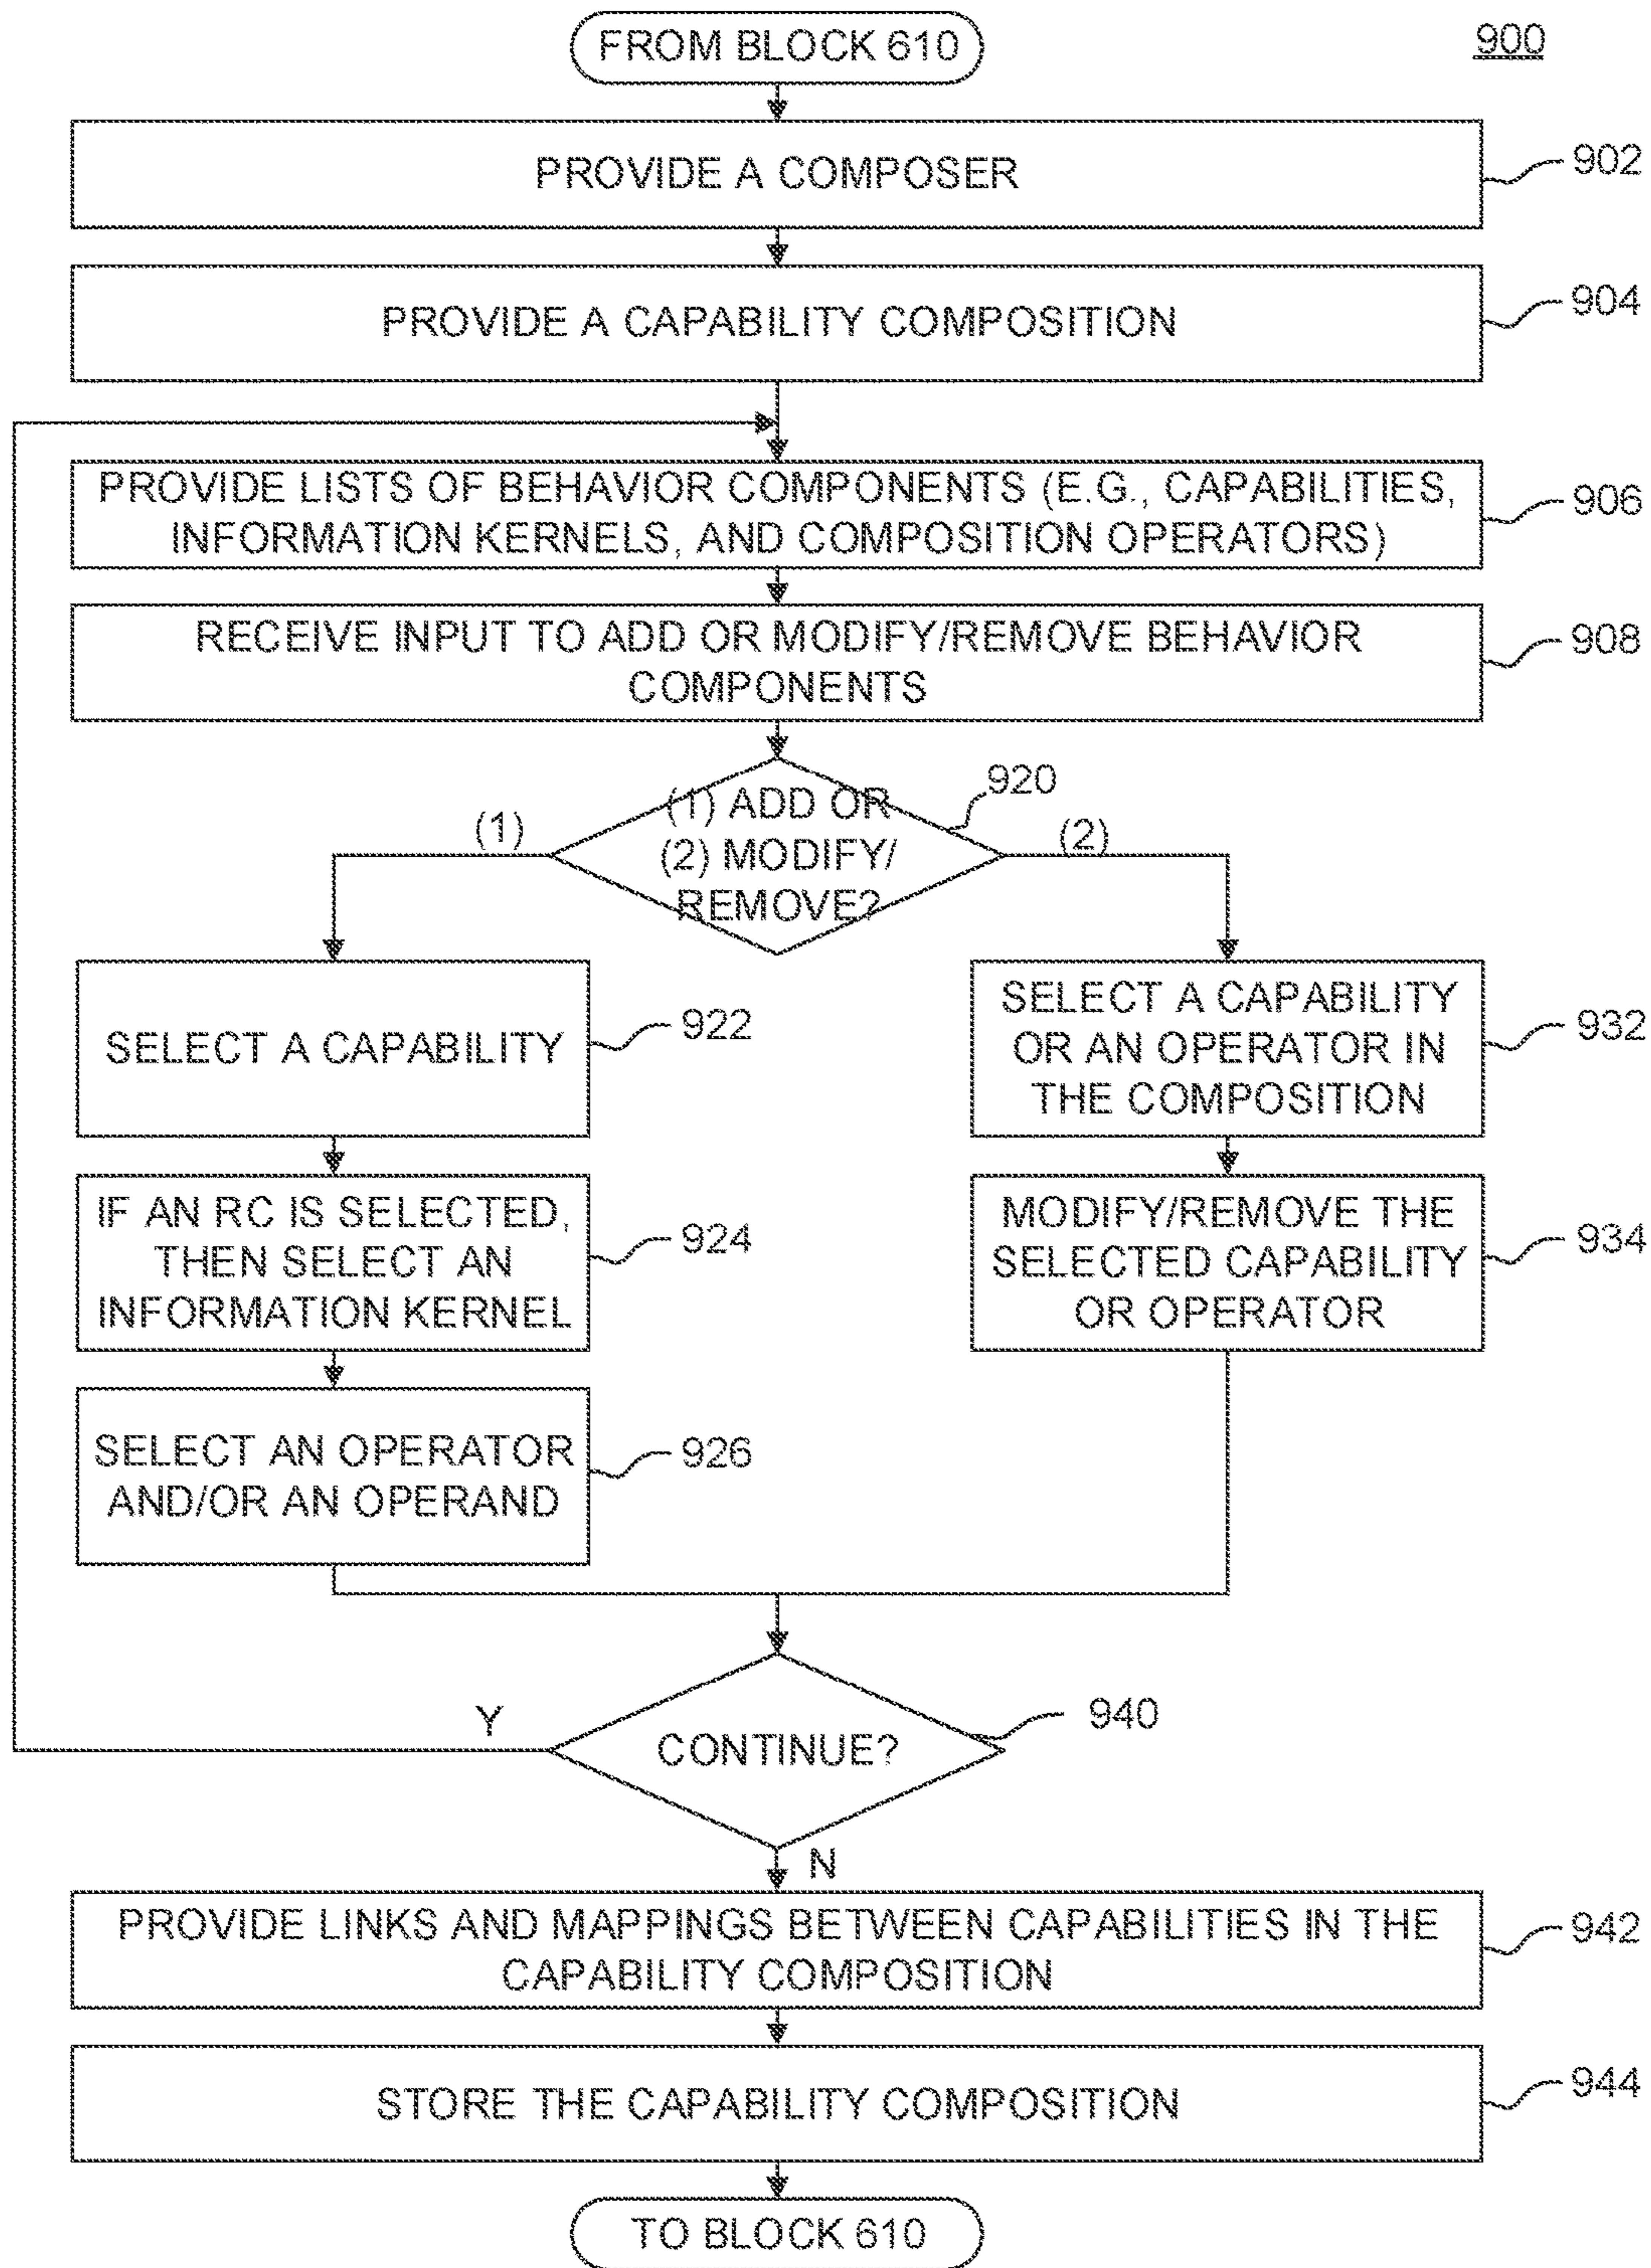 FROM BLOCK 610
900
PROVIDE A COMPOSER
902
PROVIDE A CAPABILITY COMPOSITION
904
PROVIDE LISTS OF BEHAVIOR COMPONENTS (E.G., CAPABILITIES,
INFORMATION KERNELS, AND COMPOSITION OPERATORS)
906
RECEIVE INPUT TO ADD OR MODIFY/REMOVE BEHAVIOR
COMPONENTS
908
(1) ADD OR
(2) MODIFY/
REMOVE?
920
(1)
(2)
SELECT A CAPABILITY
922
SELECT A CAPABILITY
OR AN OPERATOR IN
THE COMPOSITION
932
IF AN RC IS SELECTED,
THEN SELECT AN
INFORMATION KERNEL
924
MODIFY/REMOVE THE
SELECTED CAPABILITY
OR OPERATOR
934
SELECT AN OPERATOR
AND/OR AN OPERAND
926
CONTINUE?
940
Y
N
PROVIDE LINKS AND MAPPINGS BETWEEN CAPABILITIES IN THE
CAPABILITY COMPOSITION
942
STORE THE CAPABILITY COMPOSITION
944
TO BLOCK 610